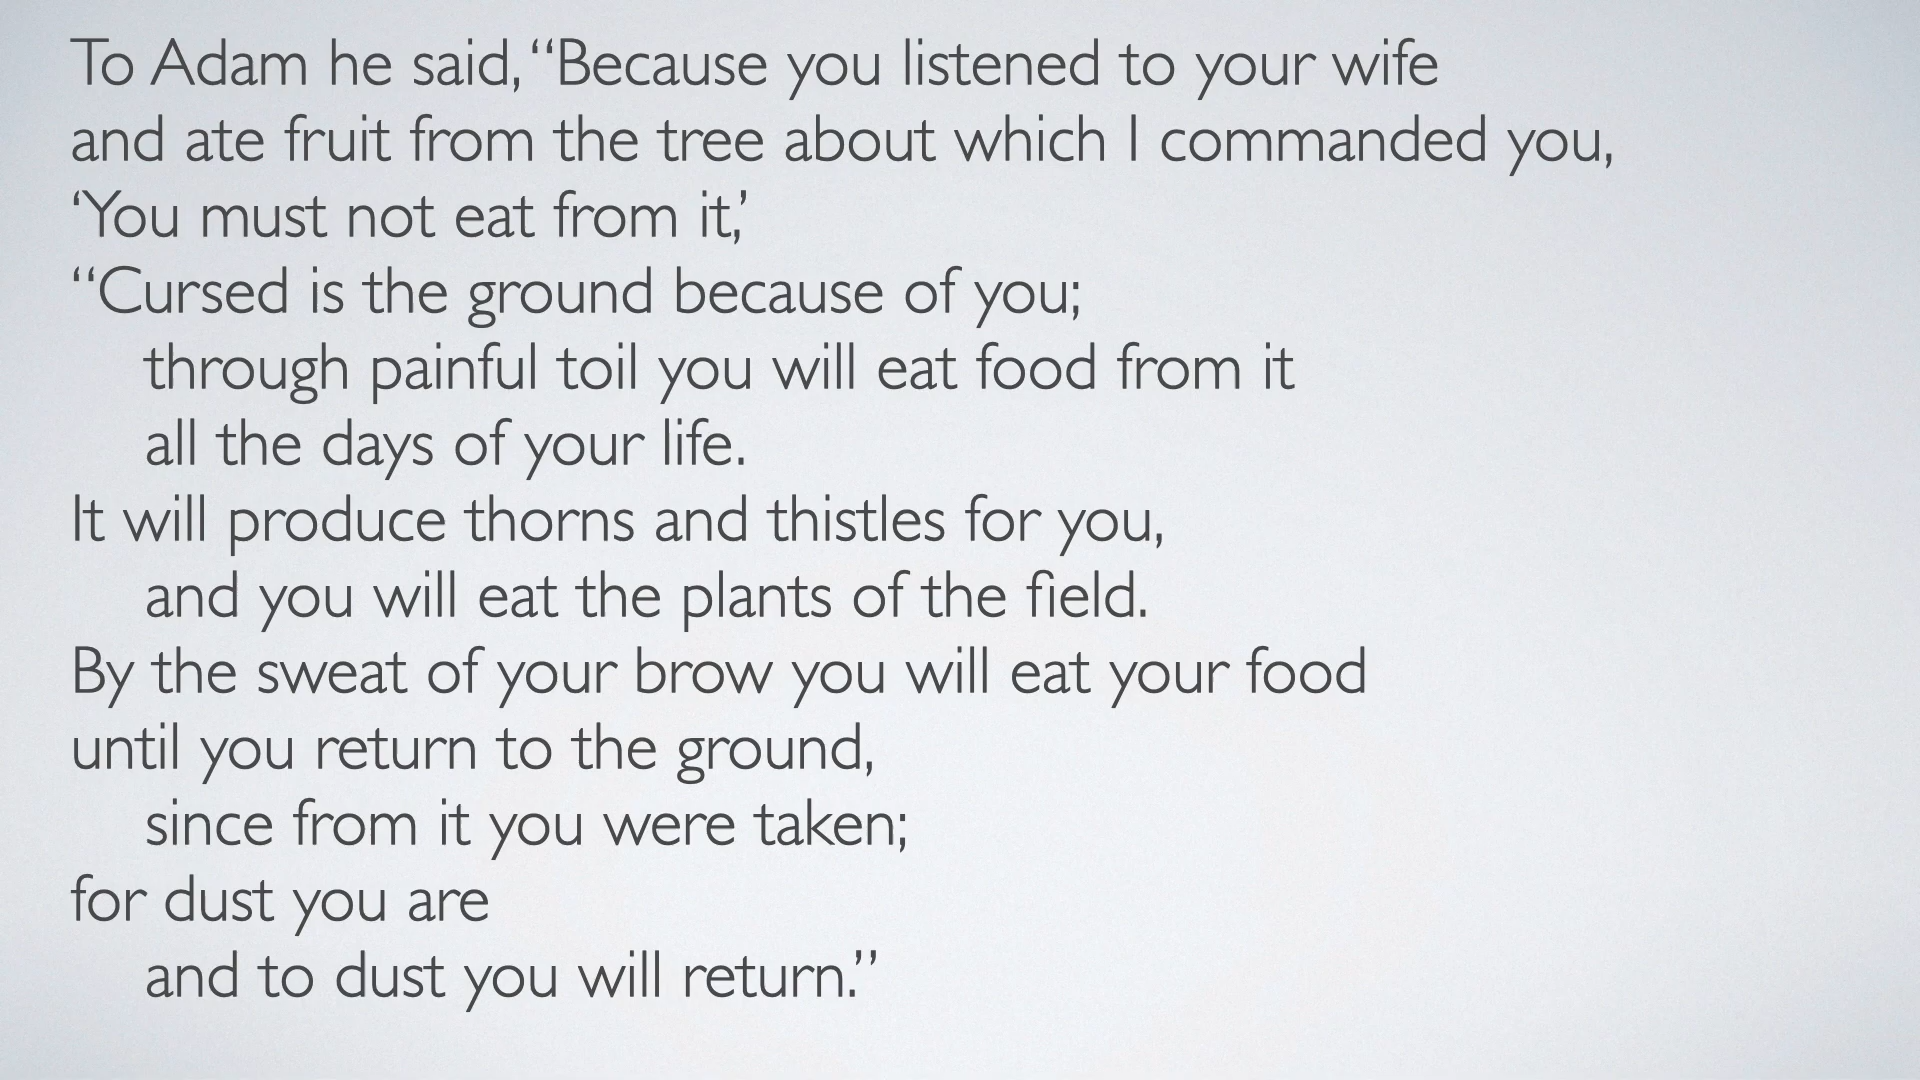 To Adam he said, “Because you listened to your wife
and ate fruit from the tree about which I commanded you,
‘You must not eat from it,’
“Cursed is the ground because of you;
through painful toil you will eat food from it
all the days of your life.
It will produce thorns and thistles for you,
and you will eat the plants of the field.
By the sweat of your brow you will eat your food
until you return to the ground,
since from it you were taken;
for dust you are
and to dust you will return.”